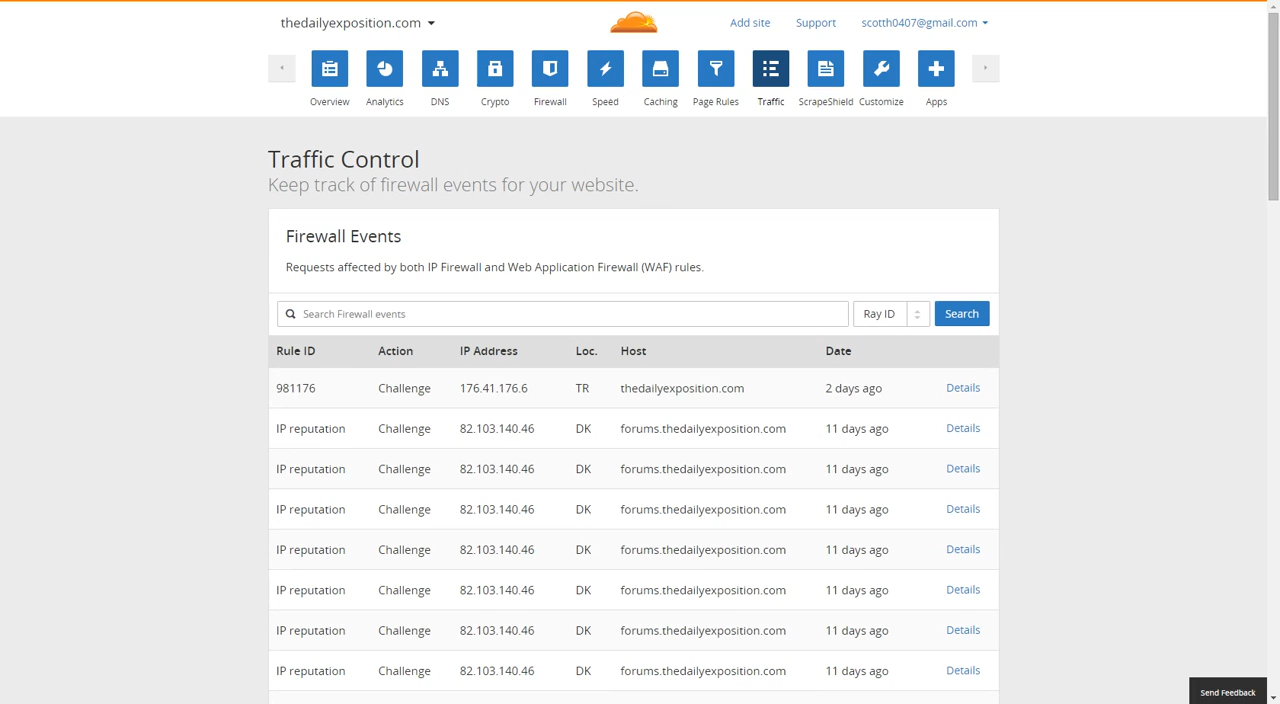 thedailyexposition.com
Add site Support scotth0407@gmail.com
Overview Analytics DNS Crypto Firewall Speed Caching Page Rules Traffic ScrapeShield Customize Apps
Traffic Control
Keep track of firewall events for your website.
Firewall Events
Requests affected by both IP Firewall and Web Application Firewall (WAF) rules.
Search Firewall events Ray ID Search
Rule ID Action IP Address Loc. Host Date
981176 Challenge 176.41.176.6 TR thedailyexposition.com 2 days ago Details
IP reputation Challenge 82.103.140.46 DK forums.thedailyexposition.com 11 days ago Details
IP reputation Challenge 82.103.140.46 DK forums.thedailyexposition.com 11 days ago Details
IP reputation Challenge 82.103.140.46 DK forums.thedailyexposition.com 11 days ago Details
IP reputation Challenge 82.103.140.46 DK forums.thedailyexposition.com 11 days ago Details
IP reputation Challenge 82.103.140.46 DK forums.thedailyexposition.com 11 days ago Details
IP reputation Challenge 82.103.140.46 DK forums.thedailyexposition.com 11 days ago Details
IP reputation Challenge 82.103.140.46 DK forums.thedailyexposition.com 11 days ago Details
Send Feedback